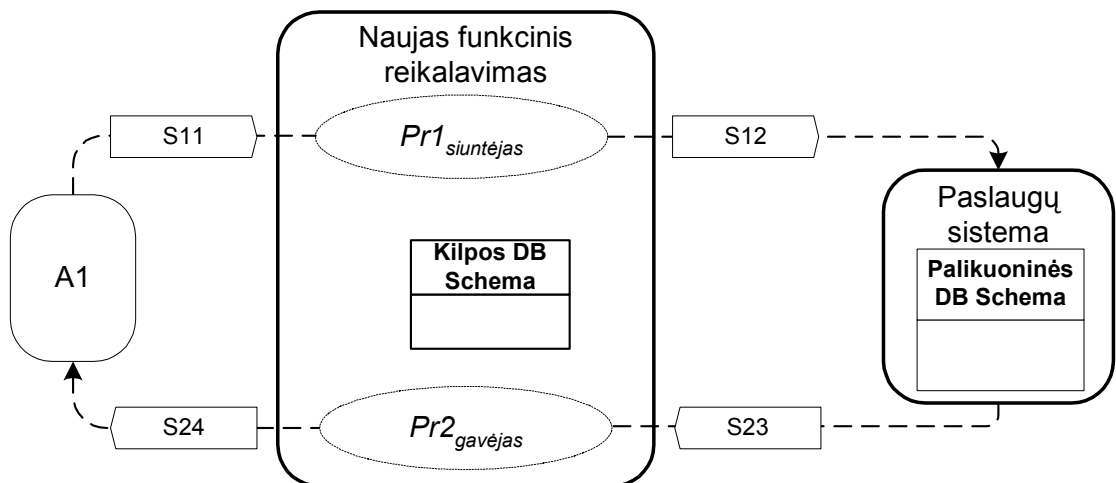 Naujas funkcinis
reikalavimas
S11
Pr1siuntėjas
S12
A1
Kilpos DB
Schema
Paslaugų
sistema
Palikuoninės
DB Schema
S24
Pr2gavėjas
S23